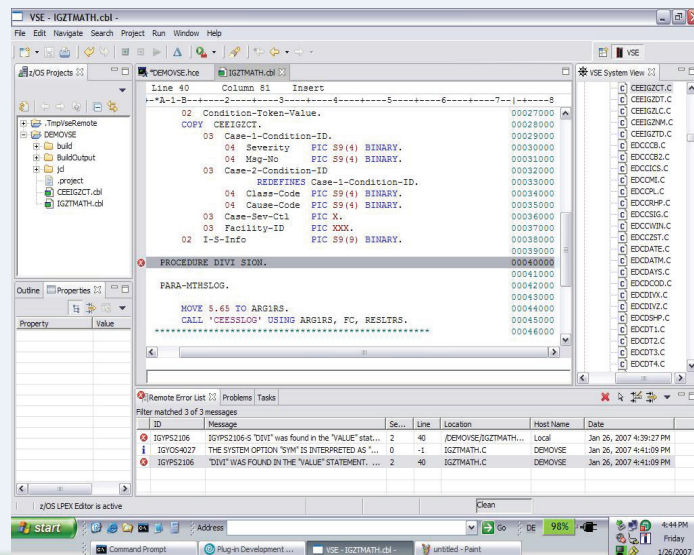 VSE - IGZTMATH.cbl -
File Edit Navigate Search Project Run Window Help
VSE
z/OS Projects
.TmpVseRemote
DEMOVSE
build
BuildOutput
jcl
.project
CEEIGZCT.cbl
IGZTMATH.cbl
Outline Properties
Property Value
*DEMOVSE.hce IGZTMATH.cbl
Line 40 Column 81 Insert
--*A-1-B--+----2----+----3----+----4----+----5----+----6----+----7--|-+----8
02 Condition-Token-Value. 00027000
COPY CEEIGZCT. 00028000
03 Case-1-Condition-ID. 00029000
04 Severity PIC S9(4) BINARY. 00030000
04 Msg-No PIC S9(4) BINARY. 00031000
03 Case-2-Condition-ID 00032000
REDEFINES Case-1-Condition-ID. 00033000
04 Class-Code PIC S9(4) BINARY. 00034000
04 Cause-Code PIC S9(4) BINARY. 00035000
03 Case-Sev-Ctl PIC X. 00036000
03 Facility-ID PIC XXX. 00037000
02 I-S-Info PIC S9(9) BINARY. 00038000
00039000
PROCEDURE DIVI SION. 00040000
00041000
PARA-MTHSLOG. 00042000
00043000
MOVE 5.65 TO ARG1RS. 00044000
CALL 'CEESSLOG' USING ARG1RS, FC, RESLTRS. 00045000
*************************************************** 00046000
VSE System View
CEEIGZCT.C
CEEIGZDT.C
CEEIGZLC.C
CEEIGZNM.C
CEEIGZTD.C
EDCCCB.C
EDCCCB2.C
EDCCICS.C
EDCCMI.C
EDCCPL.C
EDCCRHP.C
EDCCSIG.C
EDCCWIN.C
EDCCZST.C
EDCDATE.C
EDCDATM.C
EDCDAYS.C
EDCDCOD.C
EDCDIVX.C
EDCDIVZ.C
EDCDSHP.C
EDCDT1.C
EDCDT2.C
EDCDT3.C
EDCDT4.C
Remote Error List Problems Tasks
Filter matched 3 of 3 messages
ID Message Se... Line Location Host Name Date
IGYPS2106 IGYPS2106-S "DIVI" was found in the "VALUE" stat... 2 40 /DEMOVSE/IGZTMATH... Local Jan 26, 2007 4:39:27 PM
IGYOS4027 THE SYSTEM OPTION "SYM" IS INTERPRETED AS "... 0 -1 IGZTMATH.C DEMOVSE Jan 26, 2007 4:41:09 PM
IGYPS2106 "DIVI" WAS FOUND IN THE "VALUE" STATEMENT. ... 2 40 IGZTMATH.C DEMOVSE Jan 26, 2007 4:41:09 PM
z/OS LPEX Editor is active Clean
start Address Go DE 98% 4:44 PM
Friday
Command Prompt Plug-in Development ... VSE - IGZTMATH.cbl - untitled - Paint 1/26/2007